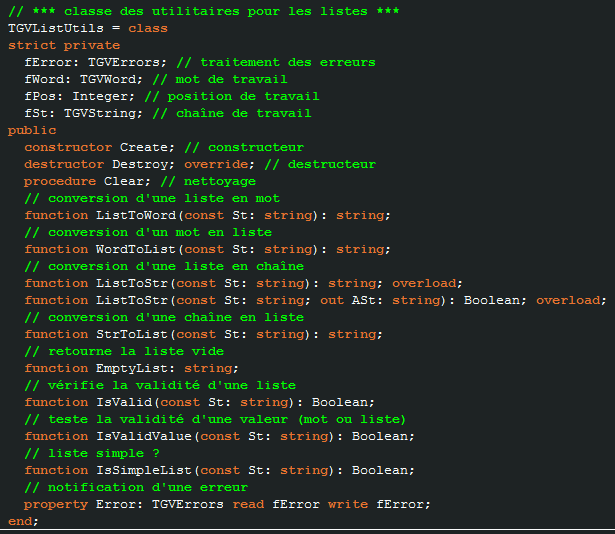 // *** classe des utilitaires pour les listes ***
TGVListUtils = class
strict private
fError: TGVErrors; // traitement des erreurs
fWord: TGVWord; // mot de travail
fPos: Integer; // position de travail
fSt: TGVString; // chaîne de travail
public
constructor Create; // constructeur
destructor Destroy; override; // destructeur
procedure Clear; // nettoyage
// conversion d'une liste en mot
function ListToWord(const St: string): string;
// conversion d'un mot en liste
function WordToList(const St: string): string;
// conversion d'une liste en chaîne
function ListToStr(const St: string): string; overload;
function ListToStr(const St: string; out ASt: string): Boolean; overload;
// conversion d'une chaîne en liste
function StrToList(const St: string): string;
// retourne la liste vide
function EmptyList: string;
// vérifie la validité d'une liste
function IsValid(const St: string): Boolean;
// teste la validité d'une valeur (mot ou liste)
function IsValidValue(const St: string): Boolean;
// liste simple ?
function IsSimpleList(const St: string): Boolean;
// notification d'une erreur
property Error: TGVErrors read fError write fError;
end;